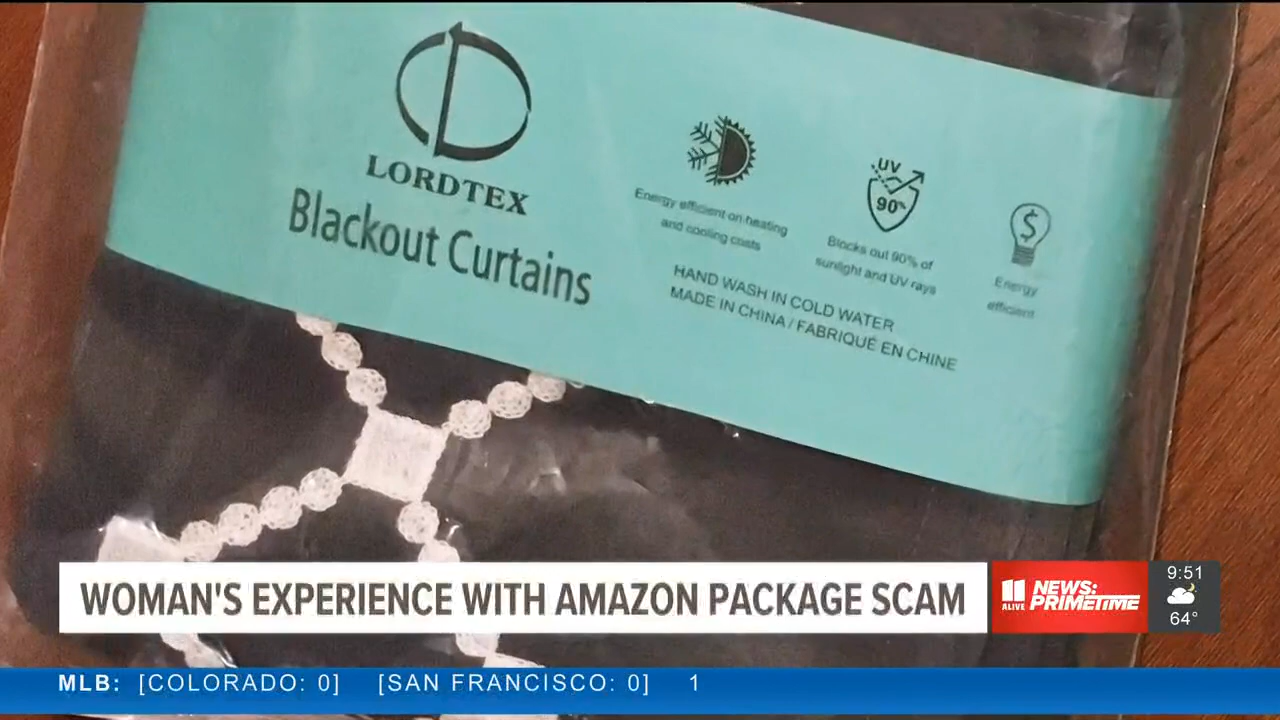 LORDTEX
Blackout Curtains
Energy efficient on heating
and cooling costs
UV
90%
Blocks out 90% of
sunlight and UV rays
$
Energy
efficient
HAND WASH IN COLD WATER
MADE IN CHINA / FABRIQUÉ EN CHINE
WOMAN'S EXPERIENCE WITH AMAZON PACKAGE SCAM
11 ALIVE NEWS: PRIMETIME
9:51
64°
MLB: [COLORADO: 0] [SAN FRANCISCO: 0] 1